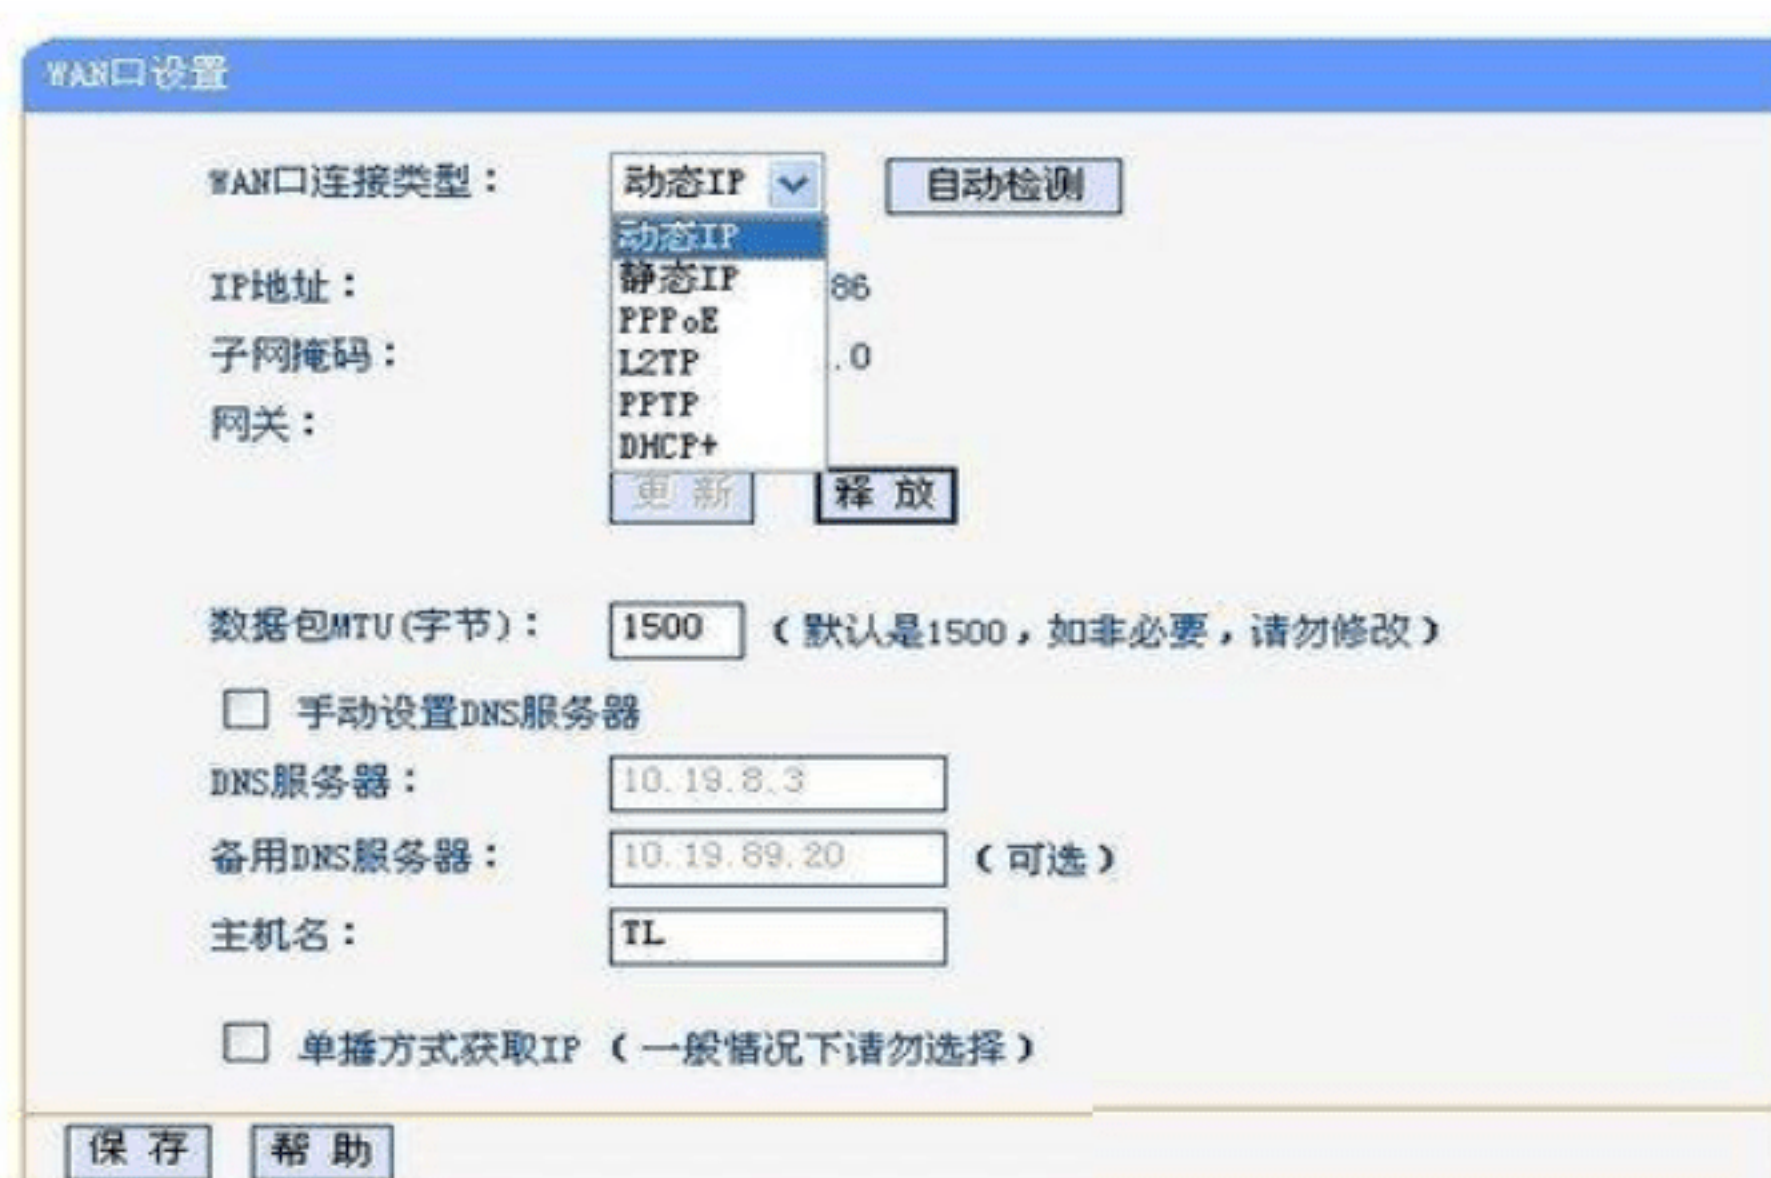 WAN口设置
WAN口连接类型： 动态IP 自动检测
动态IP
静态IP
PPPoE
L2TP
PPTP
DHCP+
IP地址： 86
子网掩码： .0
网关：
更 新 释 放
数据包MTU(字节)： 1500 （默认是1500，如非必要，请勿修改）
手动设置DNS服务器
DNS服务器： 10.19.8.3
备用DNS服务器： 10.19.89.20 （可选）
主机名： TL
单播方式获取IP （一般情况下请勿选择）
保 存 帮 助